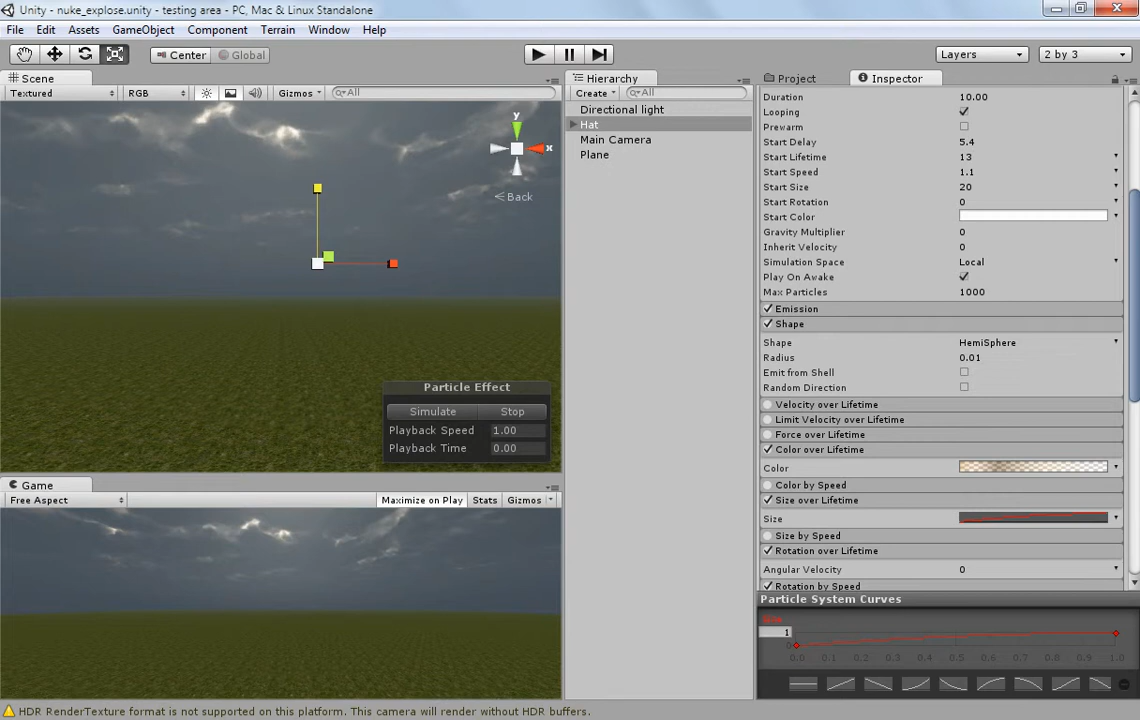 Unity - nuke_explose.unity - testing area - PC, Mac & Linux Standalone
File Edit Assets GameObject Component Terrain Window Help
Center Global Layers 2 by 3
Scene
Textured RGB Gizmos All
y
x
Back
Particle Effect
Simulate Stop
Playback Speed 1.00
Playback Time 0.00
Game
Free Aspect Maximize on Play Stats Gizmos
Hierarchy
Create All
Directional light
Hat
Main Camera
Plane
Project Inspector
Duration 10.00
Looping
Prewarm
Start Delay 5.4
Start Lifetime 13
Start Speed 1.1
Start Size 20
Start Rotation 0
Start Color
Gravity Multiplier 0
Inherit Velocity 0
Simulation Space Local
Play On Awake
Max Particles 1000
Emission
Shape
Shape HemiSphere
Radius 0.01
Emit from Shell
Random Direction
Velocity over Lifetime
Limit Velocity over Lifetime
Force over Lifetime
Color over Lifetime
Color
Color by Speed
Size over Lifetime
Size
Size by Speed
Rotation over Lifetime
Angular Velocity 0
Rotation by Speed
Particle System Curves
Size
1
0
0.0 0.1 0.2 0.3 0.4 0.5 0.6 0.7 0.8 0.9 1.0
HDR RenderTexture format is not supported on this platform. This camera will render without HDR buffers.